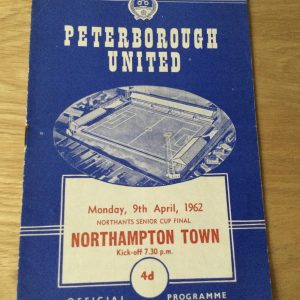 PETERBOROUGH
UNITED
Monday, 9th April, 1962
NORTHANTS SENIOR CUP FINAL
NORTHAMPTON TOWN
Kick-off 7.30 p.m.
4d
OFFICIAL PROGRAMME